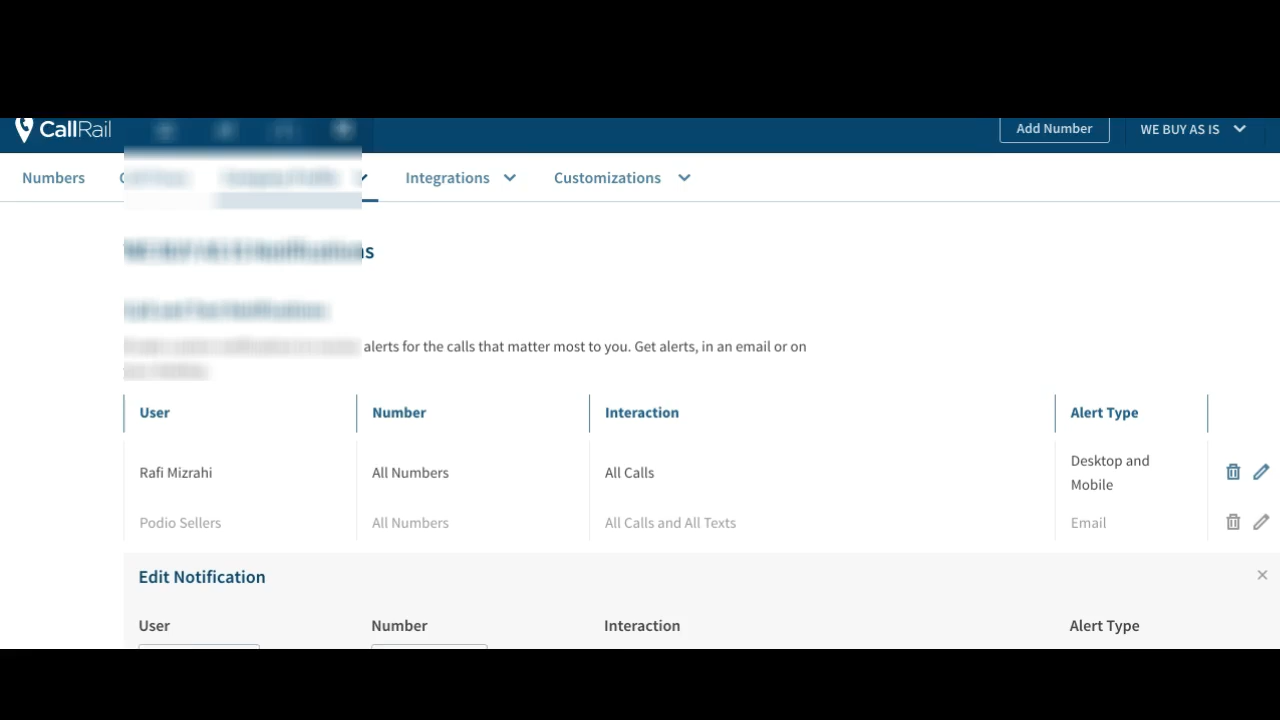 CallRail
Add Number
WE BUY AS IS
Numbers
Integrations
Customizations
alerts for the calls that matter most to you. Get alerts, in an email or on
User Number Interaction Alert Type
Rafi Mizrahi All Numbers All Calls Desktop and
Mobile
Podio Sellers All Numbers All Calls and All Texts Email
Edit Notification
User Number Interaction Alert Type